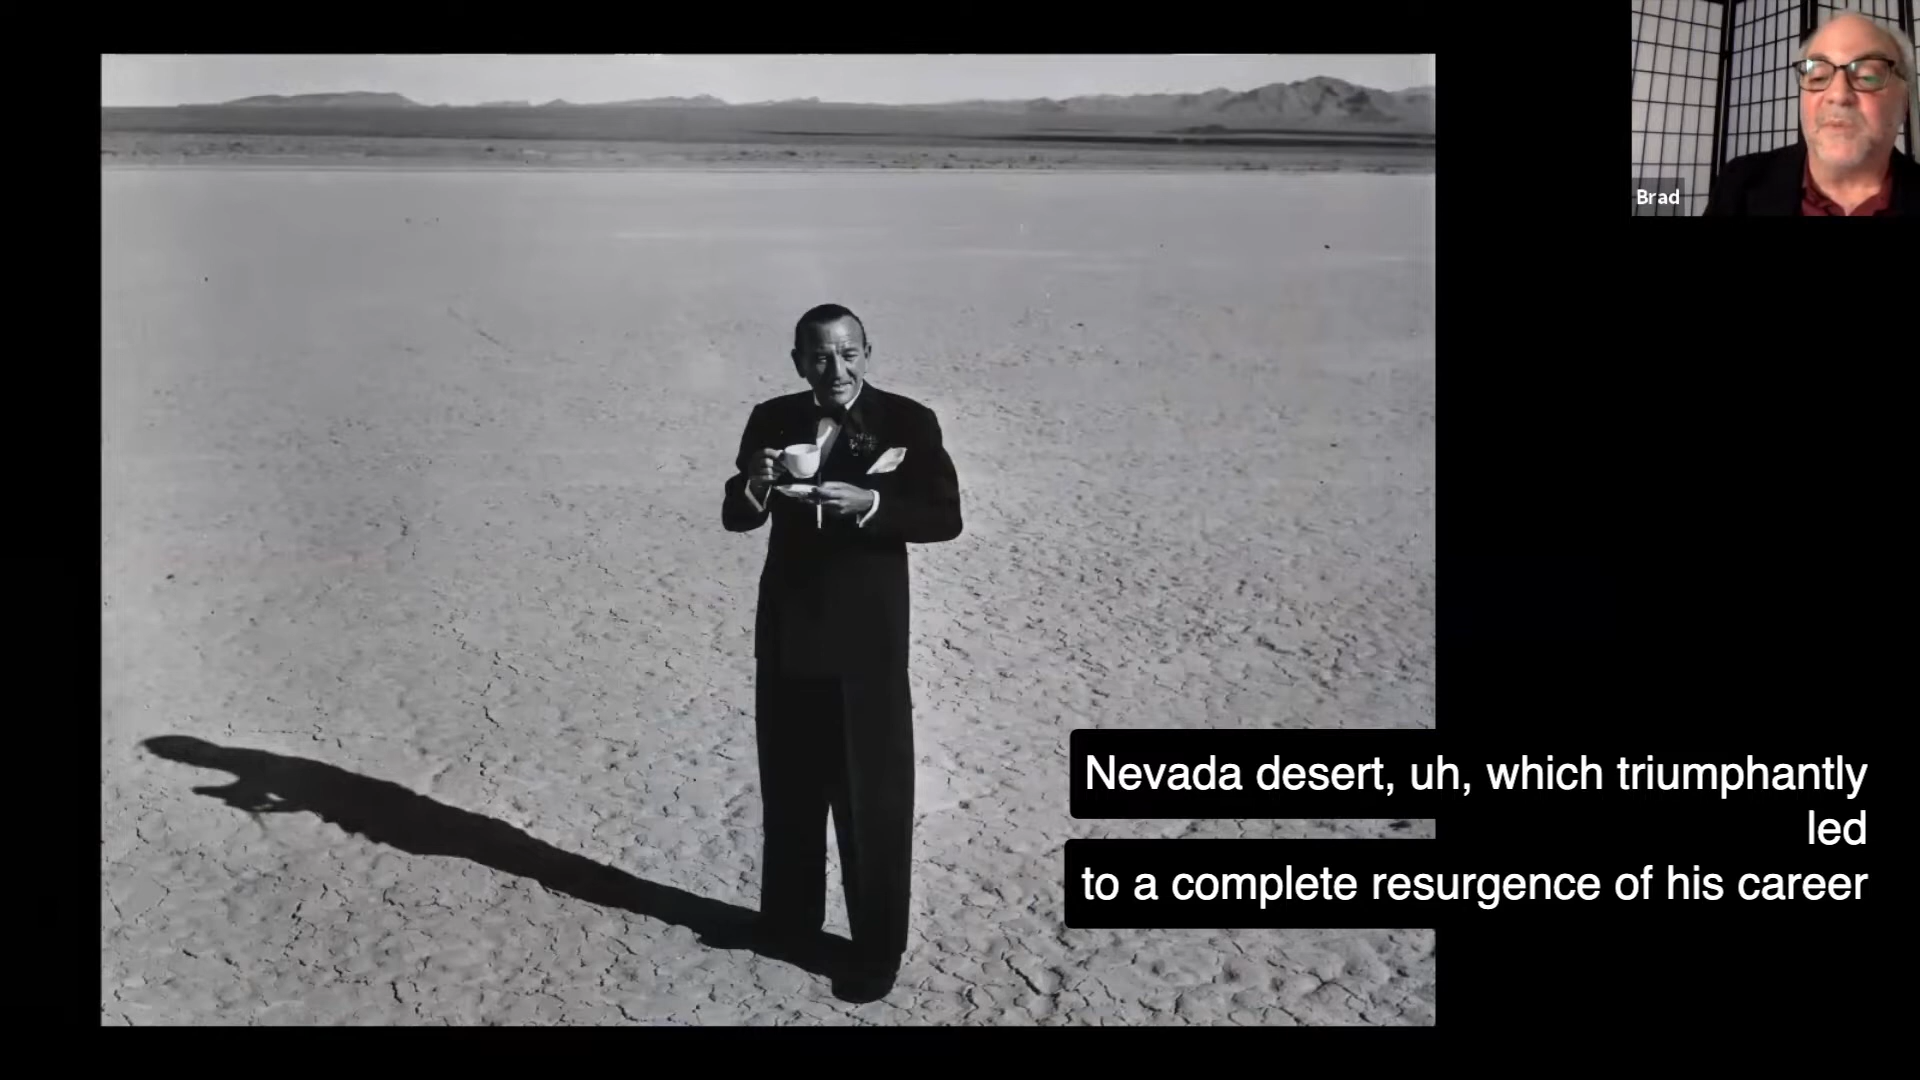 Brad
Nevada desert, uh, which triumphantly
led
to a complete resurgence of his career